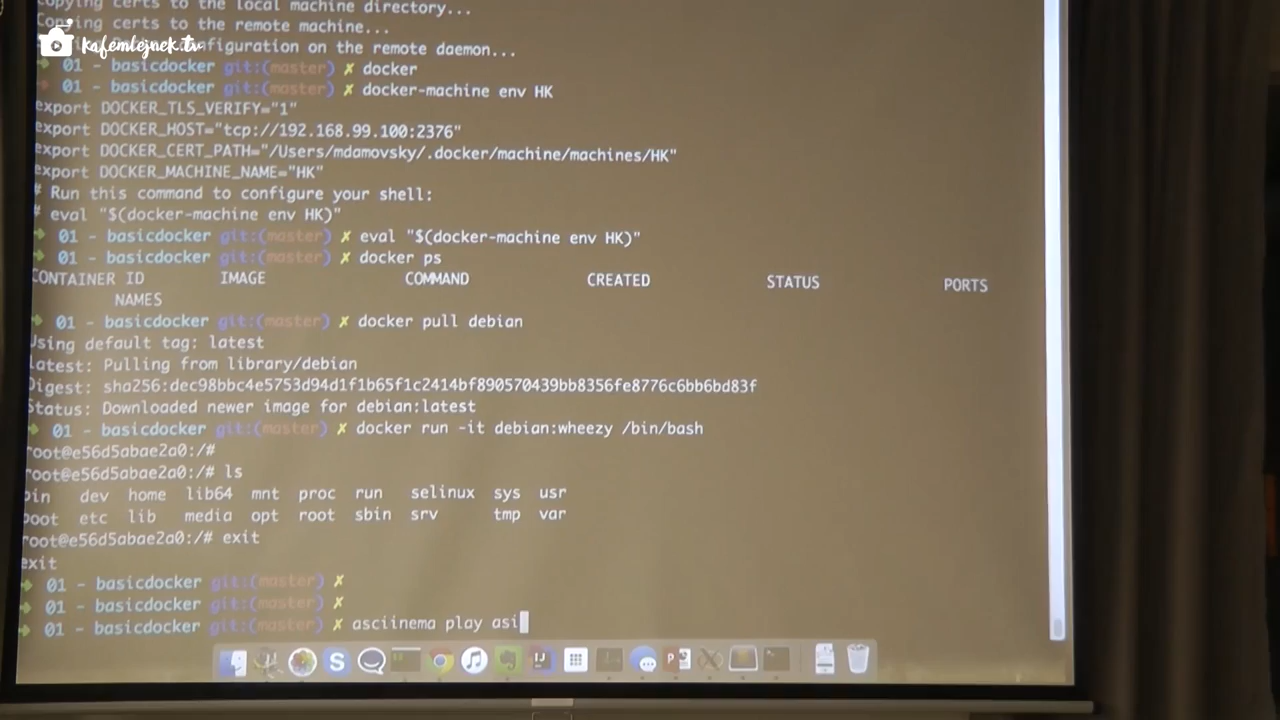 Copying certs to the local machine directory...
Copying certs to the remote machine...
kafemlejnek.tv
configuration on the remote daemon...
01 - basicdocker git:(master) ✗ docker
01 - basicdocker git:(master) ✗ docker-machine env HK
export DOCKER_TLS_VERIFY="1"
export DOCKER_HOST="tcp://192.168.99.100:2376"
export DOCKER_CERT_PATH="/Users/mdamovsky/.docker/machine/machines/HK"
export DOCKER_MACHINE_NAME="HK"
# Run this command to configure your shell:
# eval "$(docker-machine env HK)"
01 - basicdocker git:(master) ✗ eval "$(docker-machine env HK)"
01 - basicdocker git:(master) ✗ docker ps
CONTAINER ID IMAGE COMMAND CREATED STATUS PORTS
NAMES
01 - basicdocker git:(master) ✗ docker pull debian
Using default tag: latest
latest: Pulling from library/debian
Digest: sha256:dec98bbc4e5753d94d1f1b65f1c2414bf890570439bb8356fe8776c6bb6bd83f
Status: Downloaded newer image for debian:latest
01 - basicdocker git:(master) ✗ docker run -it debian:wheezy /bin/bash
root@e56d5abae2a0:/#
root@e56d5abae2a0:/# ls
bin dev home lib64 mnt proc run selinux sys usr
boot etc lib media opt root sbin srv tmp var
root@e56d5abae2a0:/# exit
exit
01 - basicdocker git:(master) ✗
01 - basicdocker git:(master) ✗
01 - basicdocker git:(master) ✗ asciinema play asi